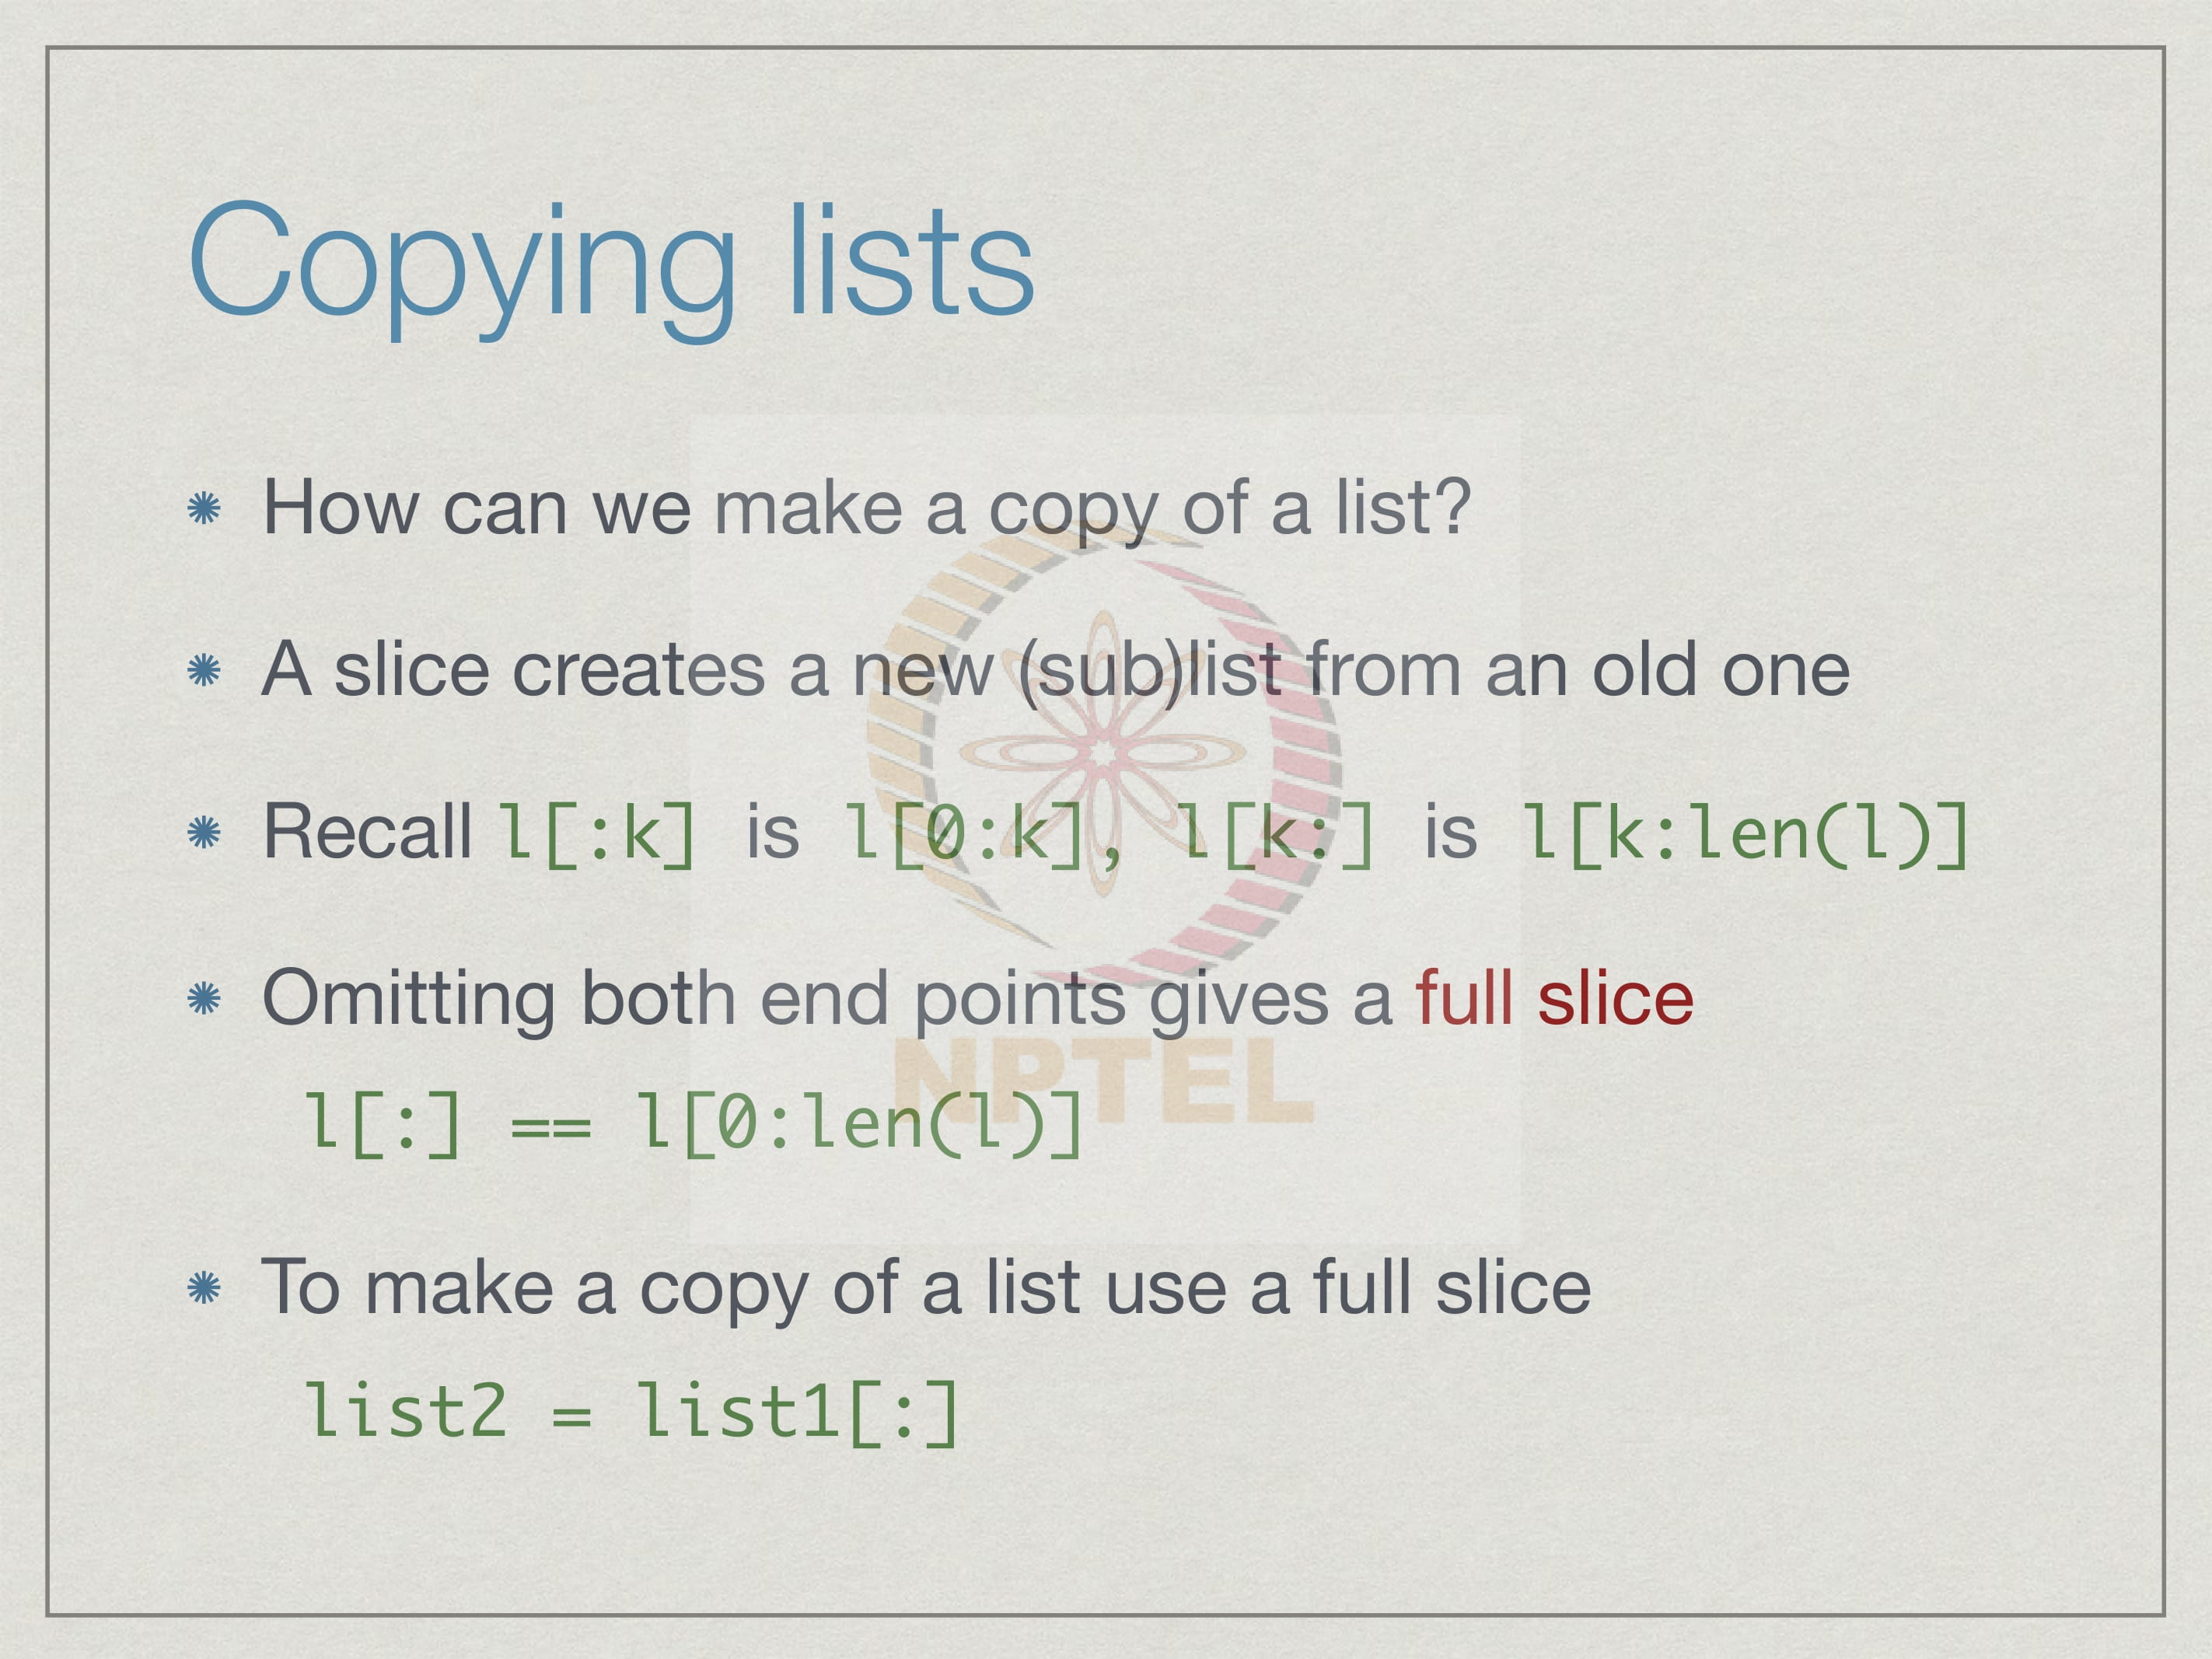 Copying lists
How can we make a copy of a list?
A slice creates a new (sub)list from an old one
Recall l[:k] is l[0:k], l[k:] is l[k:len(l)]
Omitting both end points gives a full slice
l[:] == l[0:len(l)]
To make a copy of a list use a full slice
list2 = list1[:]
NPTEL